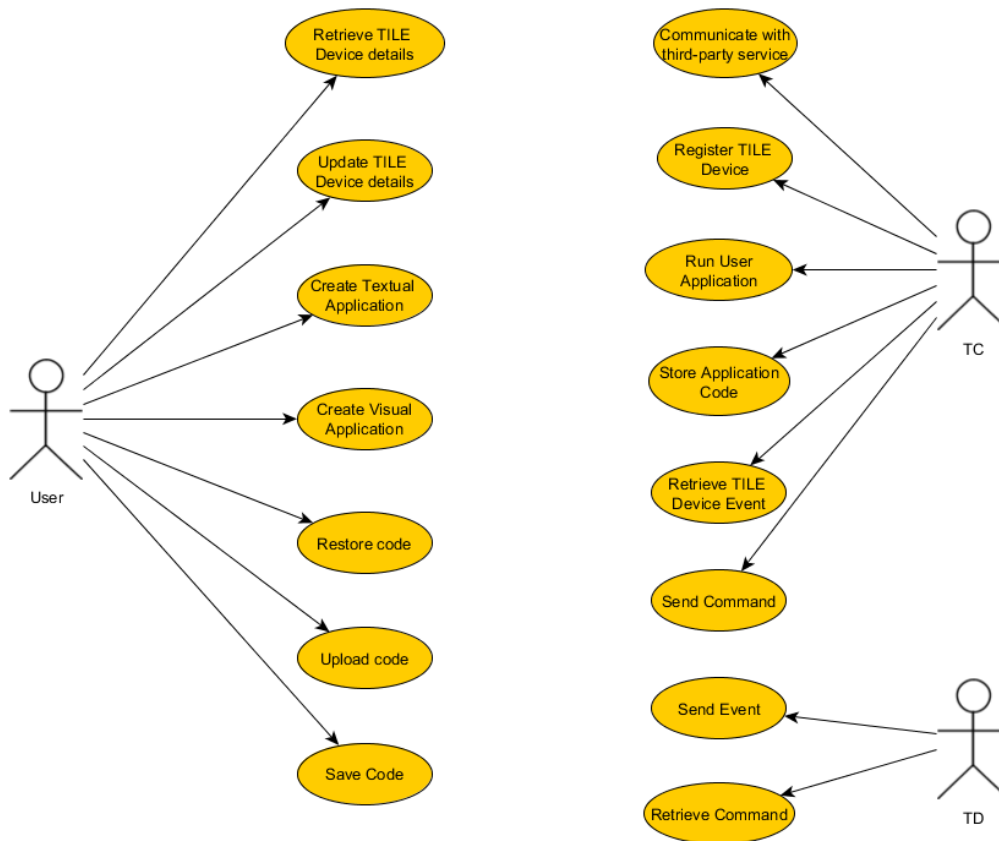 Retrieve TILE
Device details
Update TILE
Device details
Create Textual
Application
Create Visual
Application
User
Restore code
Upload code
Save Code
Communicate with
third-party service
Register TILE
Device
Run User
Application
TC
Store Application
Code
Retrieve TILE
Device Event
Send Command
Send Event
Retrieve Command
TD